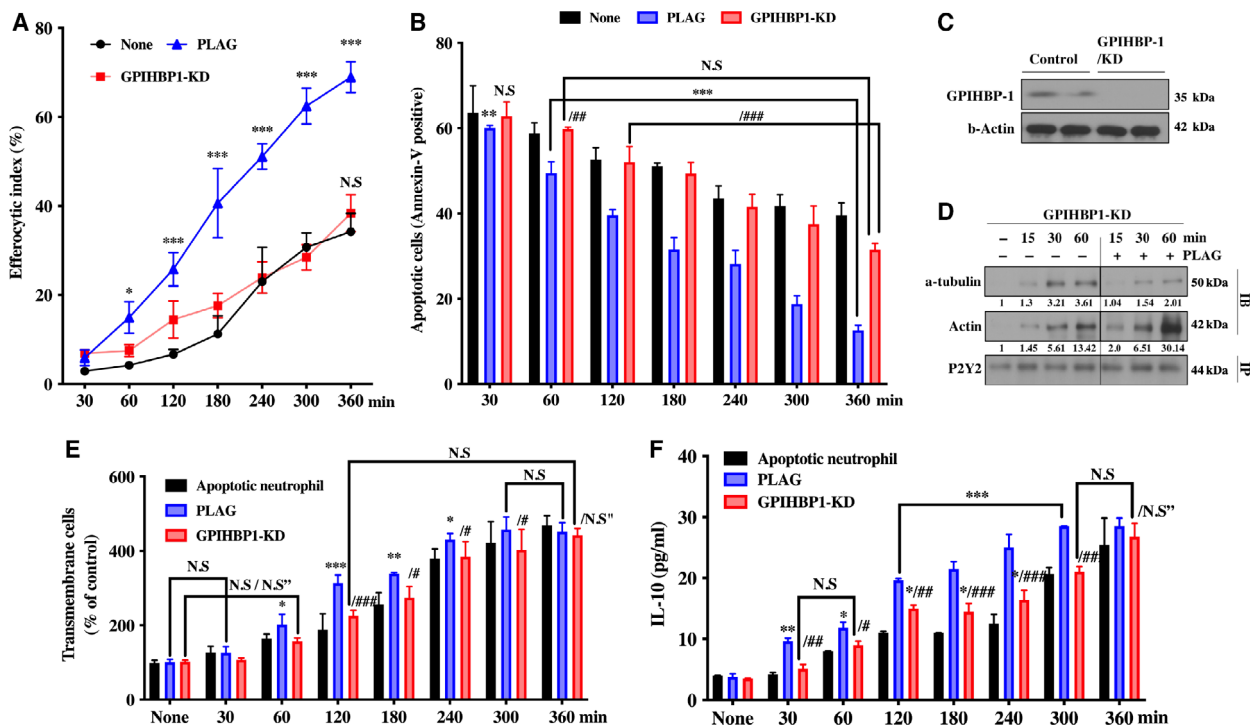 A
Efferocytic index (%)
80
60
40
20
0
None
PLAG
GPIHBP1-KD
*
***
***
***
***
***
N.S
30 60 120 180 240 300 360 min
B
None PLAG GPIHBP1-KD
Apoptotic cells (Annexin-V positive)
80
60
40
20
0
N.S
***
/###
N.S
**
/##
30 60 120 180 240 300 360 min
C
Control
GPIHBP-1
/KD
GPIHBP-1
35 kDa
b-Actin
42 kDa
D
GPIHBP1-KD
– 15 30 60 15 30 60 min
– – – – + + + PLAG
a-tubulin
50 kDa
1 1.3 3.21 3.61 1.04 1.54 2.01
Actin
42 kDa
1 1.45 5.61 13.42 2.0 6.51 30.14
P2Y2
44 kDa
IB
IP
E
Transmembrane cells
(% of control)
600
400
200
0
Apoptotic neutrophil
PLAG
GPIHBP1-KD
N.S
N.S / N.S”
*
***
/###
**
/#
*
/#
N.S
N.S
/#
/N.S"
None 30 60 120 180 240 300 360 min
F
IL-10 (pg/ml)
40
30
20
10
0
Apoptotic neutrophil
PLAG
GPIHBP1-KD
**
/##
N.S
*
/#
***
*/##
*/###
*/###
N.S
/##
/N.S”
None 30 60 120 180 240 300 360 min